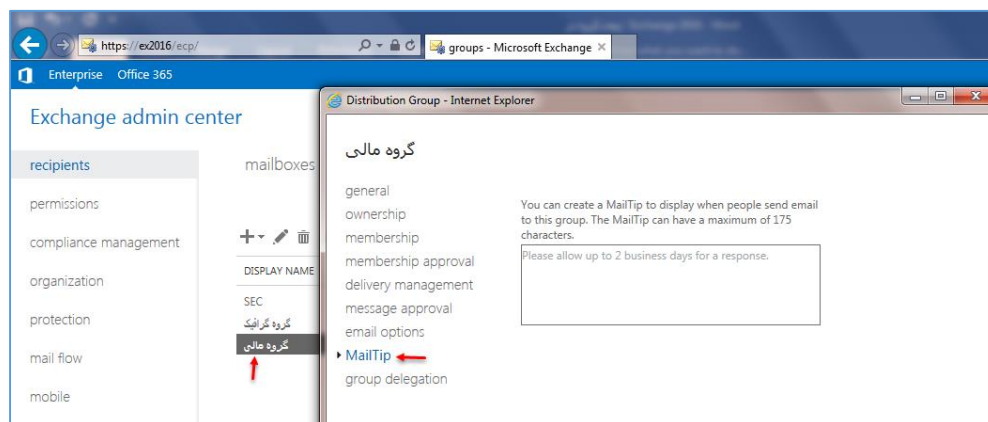 https://ex2016/ecp/
groups - Microsoft Exchange
Enterprise Office 365
Distribution Group - Internet Explorer
Exchange admin center
recipients
permissions
compliance management
organization
protection
mail flow
mobile
mailboxes
DISPLAY NAME
SEC
گروه گرافیک
گروه مالی
گروه مالی
general
ownership
membership
membership approval
delivery management
message approval
email options
MailTip
group delegation
You can create a MailTip to display when people send email
to this group. The MailTip can have a maximum of 175
characters.
Please allow up to 2 business days for a response.